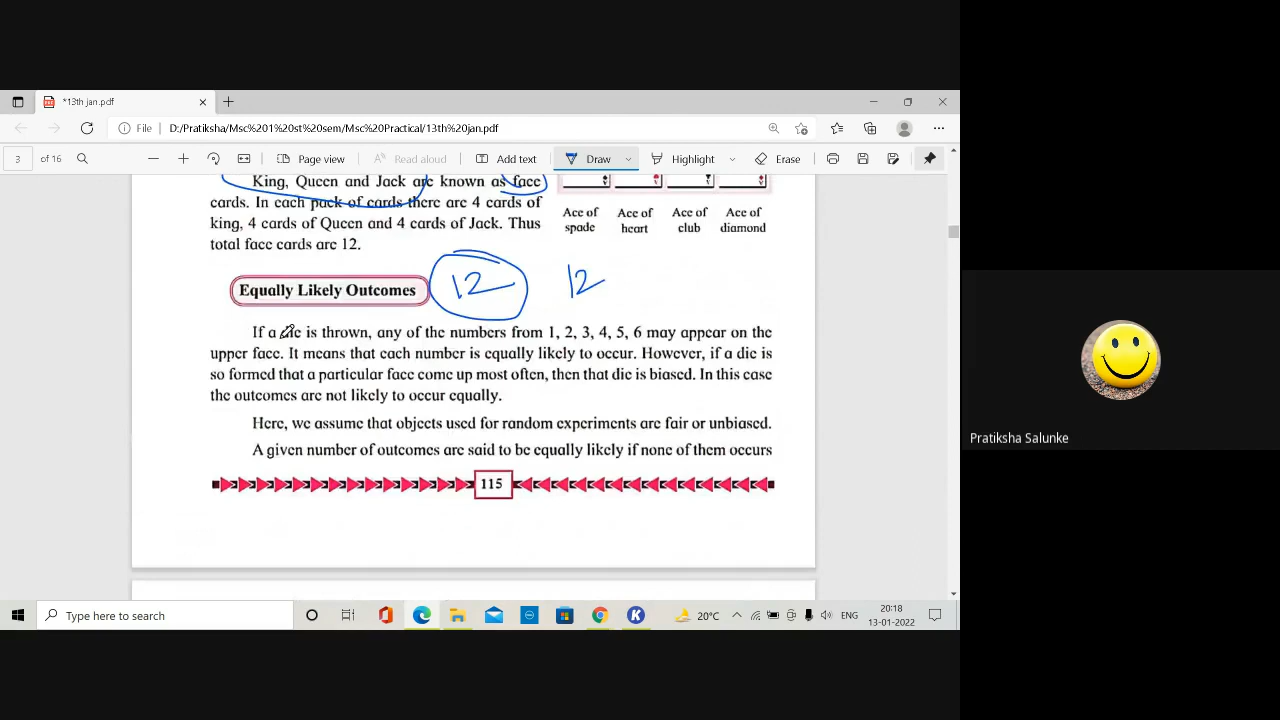 *13th jan.pdf
File D:/Pratiksha/Msc%201%20st%20sem/Msc%20Practical/13th%20jan.pdf
3 of 16 Page view Read aloud Add text Draw Highlight Erase
King, Queen and Jack are known as face
cards. In each pack of cards there are 4 cards of
king, 4 cards of Queen and 4 cards of Jack. Thus
total face cards are 12.
Ace of spade
Ace of heart
Ace of club
Ace of diamond
Equally Likely Outcomes 12 12
If a die is thrown, any of the numbers from 1, 2, 3, 4, 5, 6 may appear on the
upper face. It means that each number is equally likely to occur. However, if a die is
so formed that a particular face come up most often, then that die is biased. In this case
the outcomes are not likely to occur equally.
Here, we assume that objects used for random experiments are fair or unbiased.
A given number of outcomes are said to be equally likely if none of them occurs
115
Pratiksha Salunke
Type here to search
20°C
ENG
20:18
13-01-2022